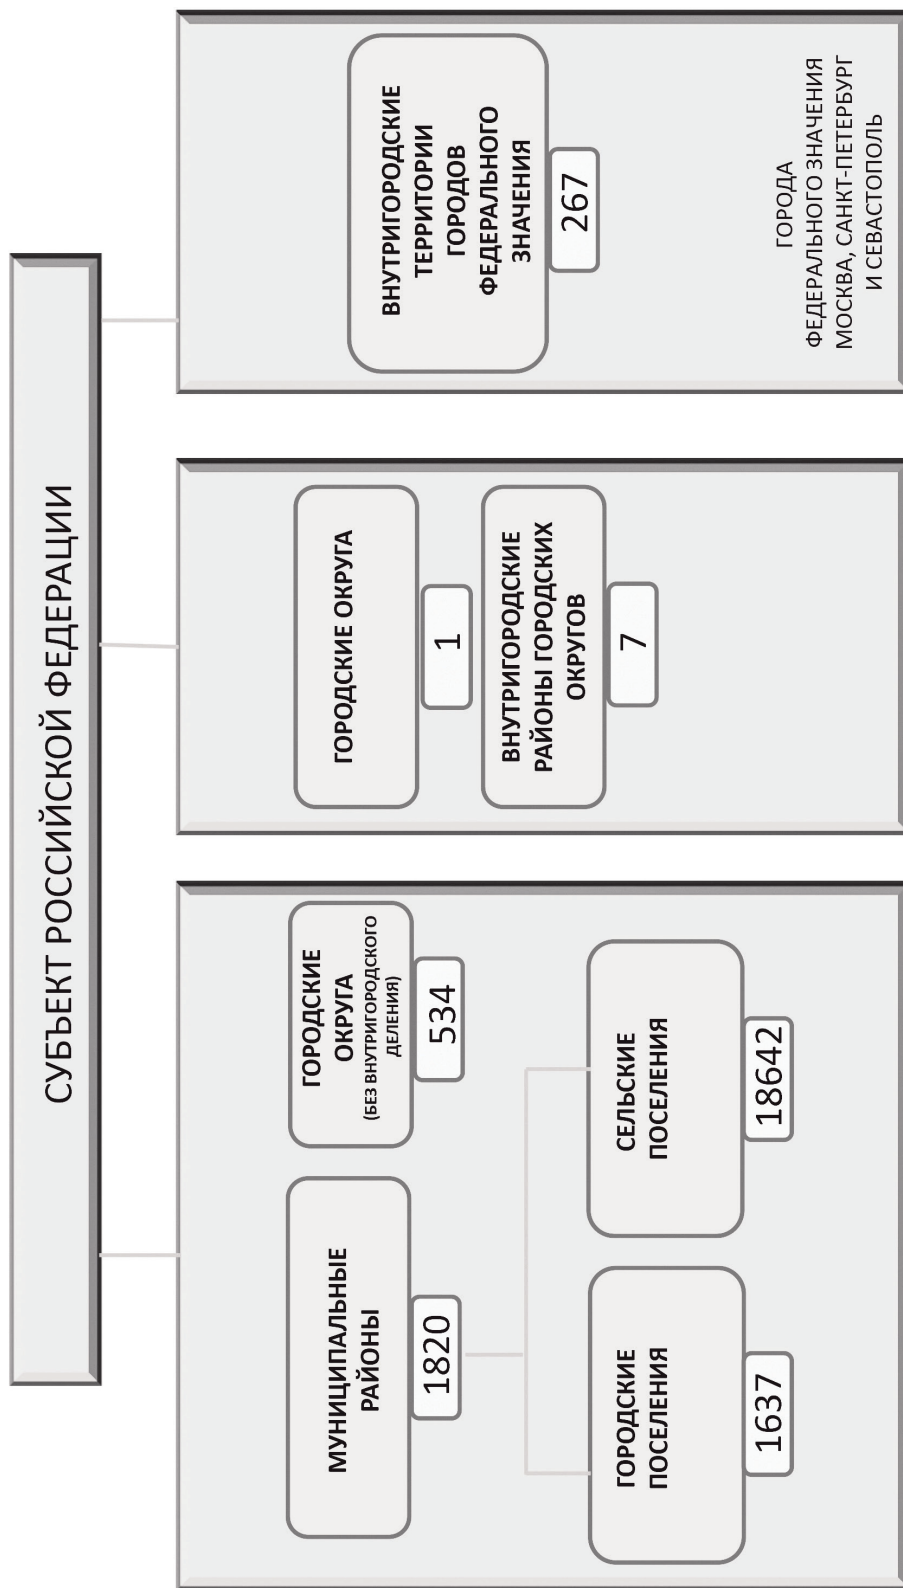 СУБЪЕКТ РОССИЙСКОЙ ФЕДЕРАЦИИ
МУНИЦИПАЛЬНЫЕ
РАЙОНЫ
1820
ГОРОДСКИЕ
ОКРУГА
(БЕЗ ВНУТРИГОРОДСКОГО
ДЕЛЕНИЯ)
534
ГОРОДСКИЕ
ПОСЕЛЕНИЯ
1637
СЕЛЬСКИЕ
ПОСЕЛЕНИЯ
18642
ГОРОДСКИЕ ОКРУГА
1
ВНУТРИГОРОДСКИЕ
РАЙОНЫ ГОРОДСКИХ
ОКРУГОВ
7
ВНУТРИГОРОДСКИЕ
ТЕРРИТОРИИ
ГОРОДОВ
ФЕДЕРАЛЬНОГО
ЗНАЧЕНИЯ
267
ГОРОДА
ФЕДЕРАЛЬНОГО ЗНАЧЕНИЯ
МОСКВА, САНКТ-ПЕТЕРБУРГ
И СЕВАСТОПОЛЬ